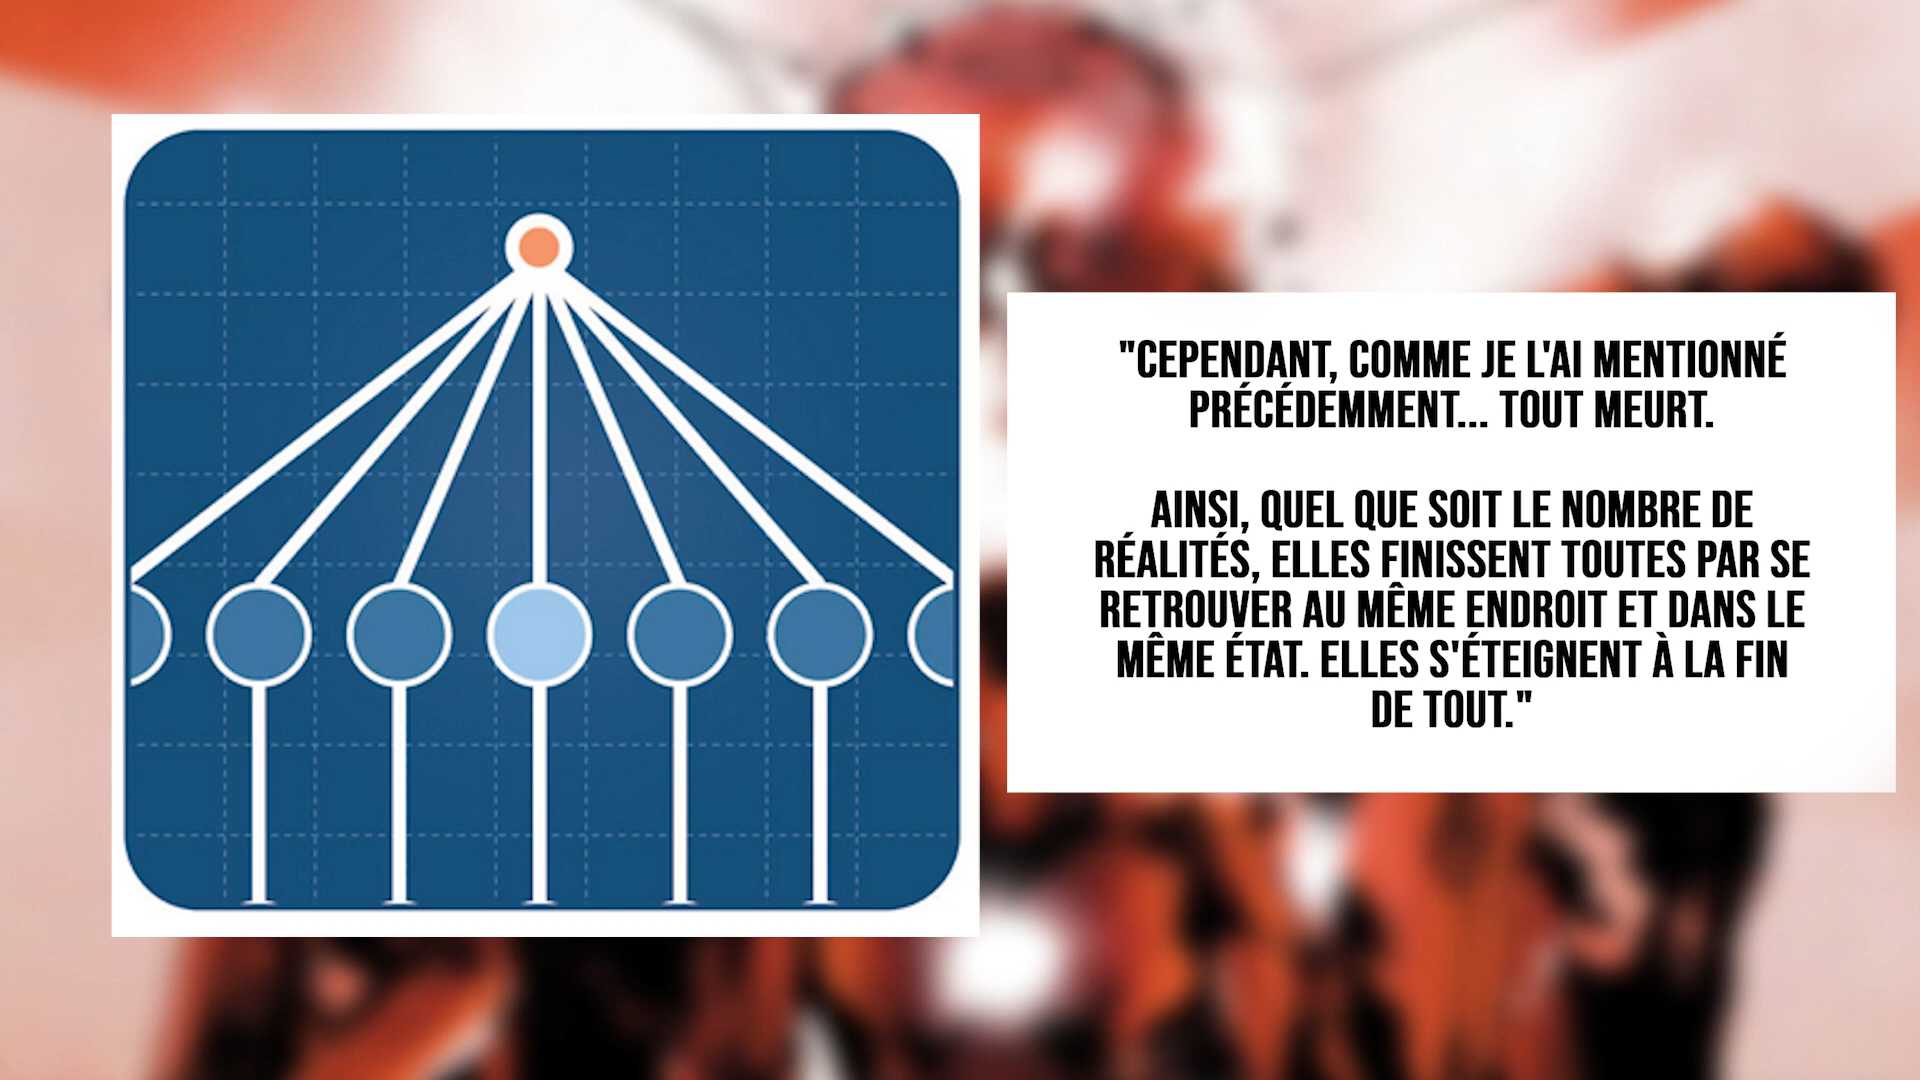 "CEPENDANT, COMME JE L'AI MENTIONNÉ
PRÉCÉDEMMENT... TOUT MEURT.
AINSI, QUEL QUE SOIT LE NOMBRE DE
RÉALITÉS, ELLES FINISSENT TOUTES PAR SE
RETROUVER AU MÊME ENDROIT ET DANS LE
MÊME ÉTAT. ELLES S'ÉTEIGNENT À LA FIN
DE TOUT."